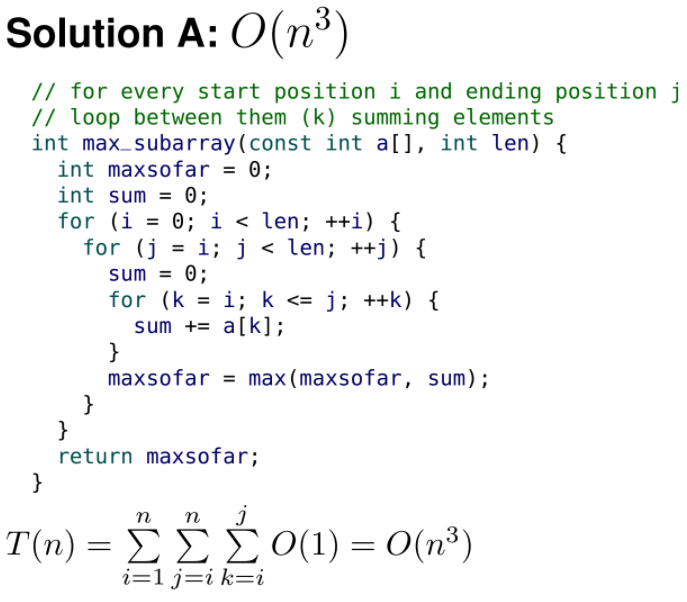 Solution A: O(n³)
// for every start position i and ending position j
// loop between them (k) summing elements
int max_subarray(const int a[], int len) {
  int maxsofar = 0;
  int sum = 0;
  for (i = 0; i < len; ++i) {
    for (j = i; j < len; ++j) {
      sum = 0;
      for (k = i; k <= j; ++k) {
        sum += a[k];
      }
      maxsofar = max(maxsofar, sum);
    }
  }
  return maxsofar;
}
T(n) = \sum_{i=1}^{n} \sum_{j=i}^{n} \sum_{k=i}^{j} O(1) = O(n³)